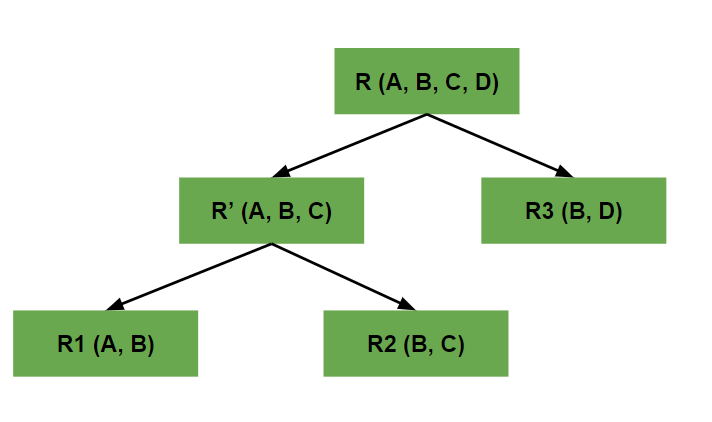 R (A, B, C, D)
R’ (A, B, C)
R3 (B, D)
R1 (A, B)
R2 (B, C)